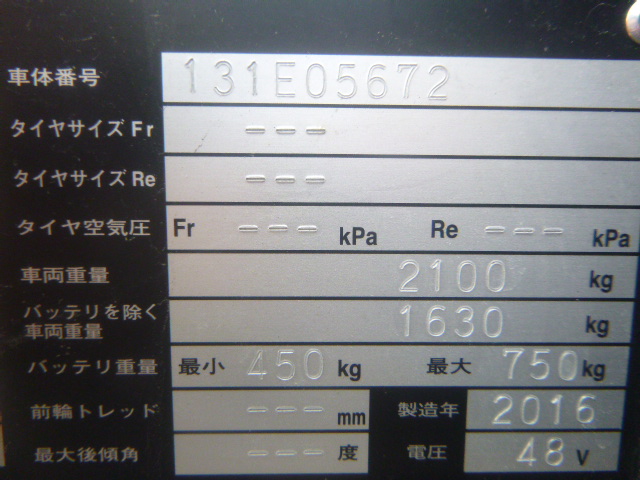 車体番号 131E05672
タイヤサイズ Fr ---
タイヤサイズ Re ---
タイヤ空気圧 Fr --- kPa Re --- kPa
車両重量 2100 kg
バッテリを除く
車両重量 1630 kg
バッテリ重量 最小 450 kg 最大 750 kg
前輪トレッド --- mm 製造年 2016
最大後傾角 --- 度 電圧 48 V